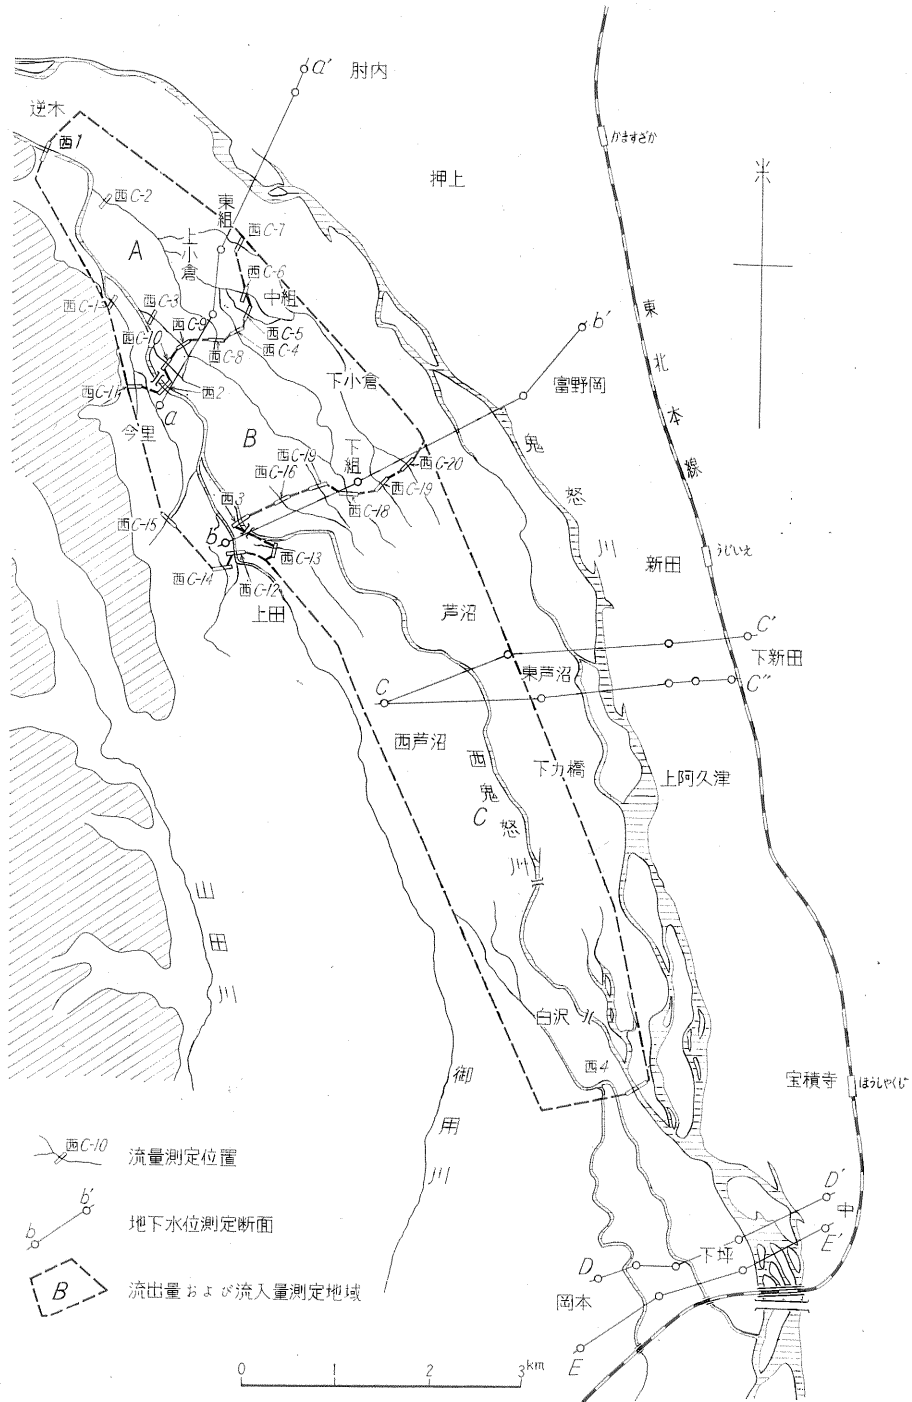 a'
肘内
逆木
かますざか
西1
押上
西C-2
東組
西C-7
上小倉
A
西C-6
中組
西C-1
西C-3
西C-9
西C-5
西C-10
西C-8
西C-4
b'
東北本線
下小倉
西C-11
西2
富野岡
a
今里
B
下組
西C-20
西C-19
西C-16
西C-19
鬼怒川
西3
西C-18
西C-15
b
うじいえ
西C-13
新田
西C-14
西C-12
上田
芦沼
C'
下新田
東芦沼
C
C''
西芦沼
西鬼怒川
下ヵ橋
上阿久津
C
山田川
白沢
西4
御用川
宝積寺
ほうしゃくじ
西C-10
流量測定位置
D'
中
b'
b
地下水位測定断面
E'
下坪
D
B
流出量および流入量測定地域
岡本
E
0 1 2 3km